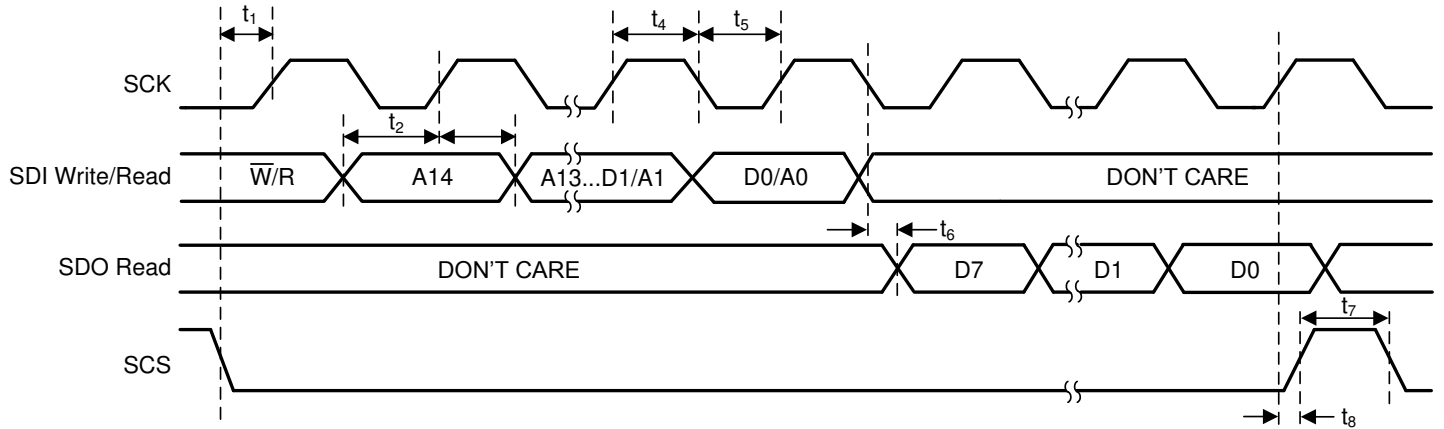 t1
t4
t5
SCK
t2
SDI Write/Read
W̅/R
A14
A13...D1/A1
D0/A0
DON'T CARE
t6
SDO Read
DON'T CARE
D7
D1
D0
t7
SCS
t8